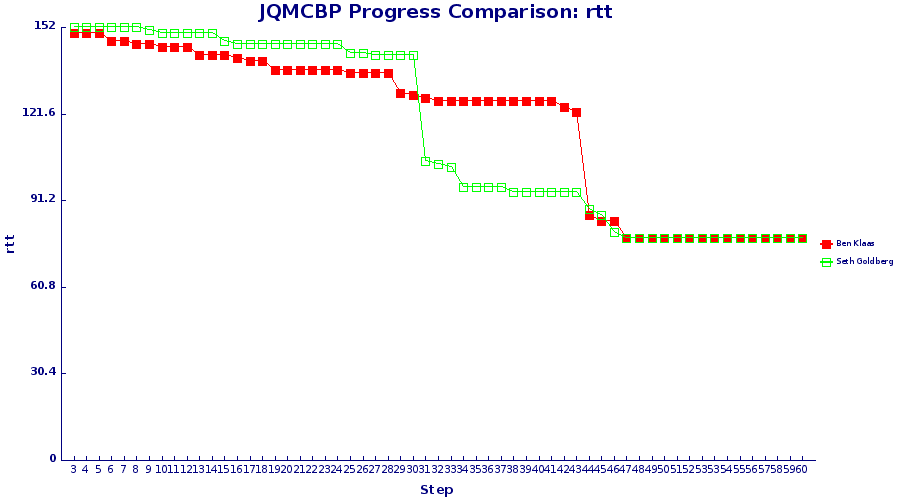 JQMCBP Progress Comparison: rtt
152
121.6
91.2
60.8
30.4
0
rtt
3 4 5 6 7 8 9 10 11 12 13 14 15 16 17 18 19 20 21 22 23 24 25 26 27 28 29 30 31 32 33 34 35 36 37 38 39 40 41 42 43 44 45 46 47 48 49 50 51 52 53 54 55 56 57 58 59 60
Step
Ben Klaas
Seth Goldberg